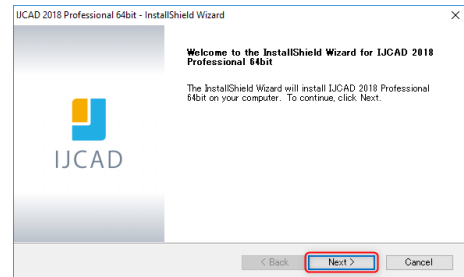 IJCAD 2018 Professional 64bit - InstallShield Wizard
Welcome to the InstallShield Wizard for IJCAD 2018
Professional 64bit
The InstallShield Wizard will install IJCAD 2018 Professional
64bit on your computer. To continue, click Next.
IJCAD
< Back
Next >
Cancel